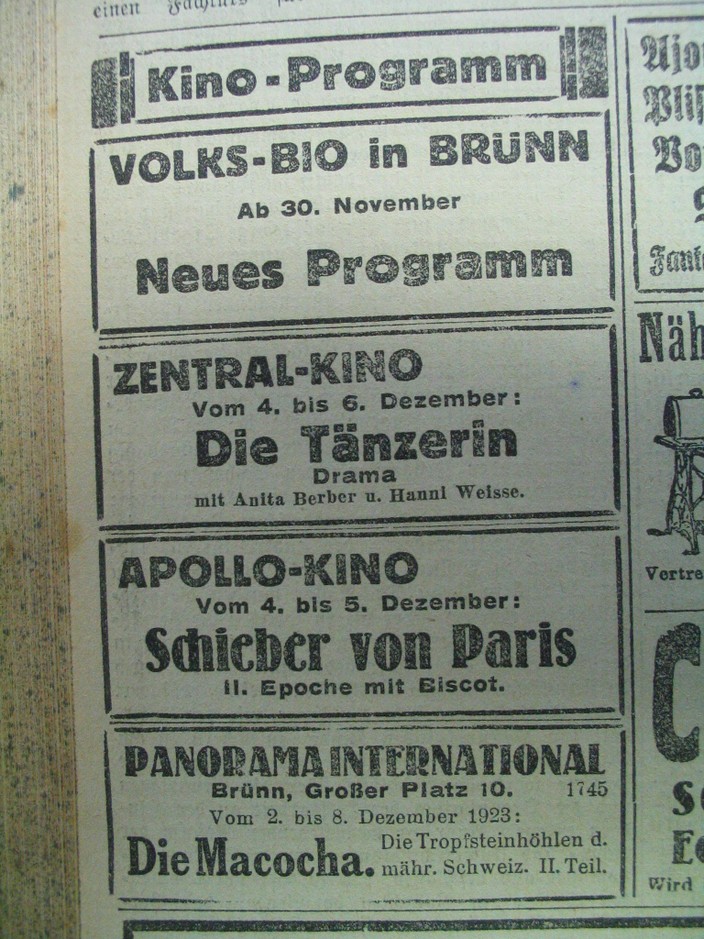 einen
Kino-Programm
VOLKS-BIO in BRÜNN
Ab 30. November
Neues Programm
ZENTRAL-KINO
Vom 4. bis 6. Dezember:
Die Tänzerin
Drama
mit Anita Berber u. Hanni Weisse.
APOLLO-KINO
Vom 4. bis 5. Dezember:
Schieber von Paris
II. Epoche mit Biscot.
PANORAMA INTERNATIONAL
Brünn, Großer Platz 10. 1745
Vom 2. bis 8. Dezember 1923:
Die Macocha. Die Tropfsteinhöhlen d.
mähr. Schweiz. II. Teil.
Näh
Vertre
Wird